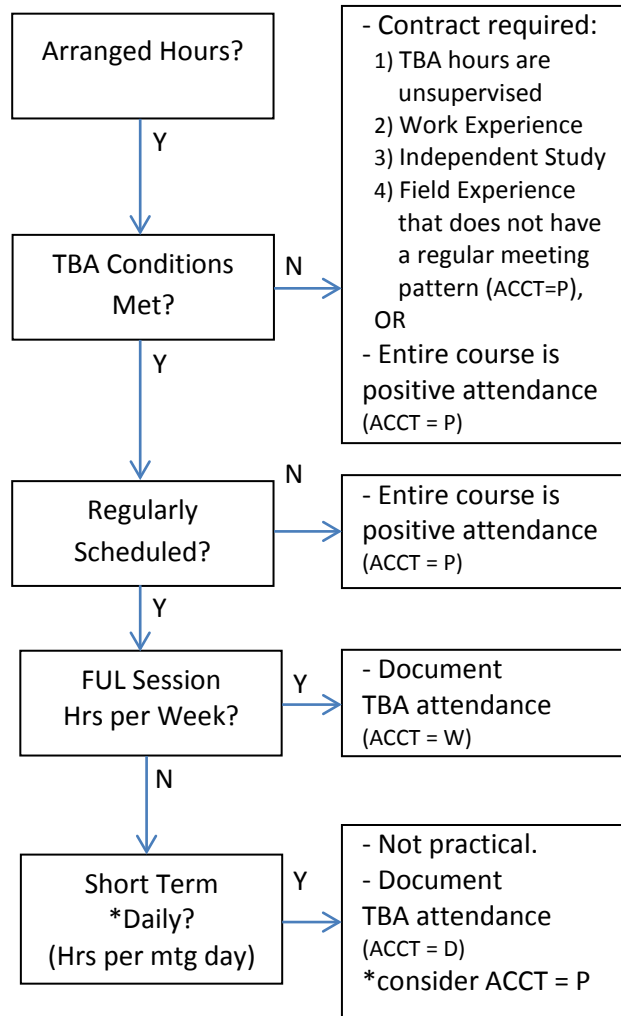 Arranged Hours?
Y
- Contract required:
1) TBA hours are
unsupervised
2) Work Experience
3) Independent Study
4) Field Experience
that does not have
a regular meeting
pattern (ACCT=P),
OR
- Entire course is
positive attendance
(ACCT = P)
TBA Conditions
Met?
N
Y
Regularly
Scheduled?
N
- Entire course is
positive attendance
(ACCT = P)
Y
FUL Session
Hrs per Week?
Y
- Document
TBA attendance
(ACCT = W)
N
Short Term
*Daily?
(Hrs per mtg day)
Y
- Not practical.
- Document
TBA attendance
(ACCT = D)
*consider ACCT = P